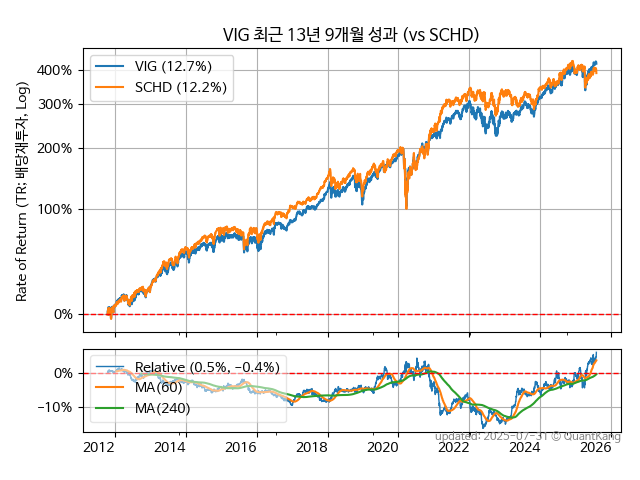 VIG 최근 13년 9개월 성과 (vs SCHD)
Rate of Return (TR; 배당재투자, Log)
400%
300%
200%
100%
0%
VIG (12.7%)
SCHD (12.2%)
0%
−10%
Relative (0.5%, −0.4%)
MA(60)
MA(240)
updated: 2025-07-31 © QuantKang
2012 2014 2016 2018 2020 2022 2024 2026